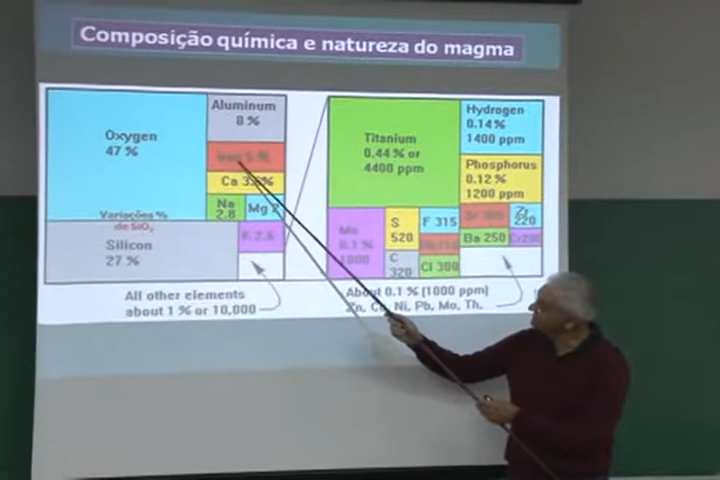 Composição química e natureza do magma
Oxygen
47 %
Aluminum
8 %
Iron 5 %
Ca 3.5%
Na
2.8
Mg 2
Variações %
de SiO₂
Silicon
27 %
K 2.6
All other elements
about 1 % or 10,000
Titanium
0.44 % or
4400 ppm
Hydrogen
0.14 %
1400 ppm
Phosphorus
0.12 %
1200 ppm
0.1 %
1000
S
520
F 315
220
Ba 250
C
320
Cl 300
About 0.1 % (1000 ppm)
Zn, Ni, Pb, Mo, Th,